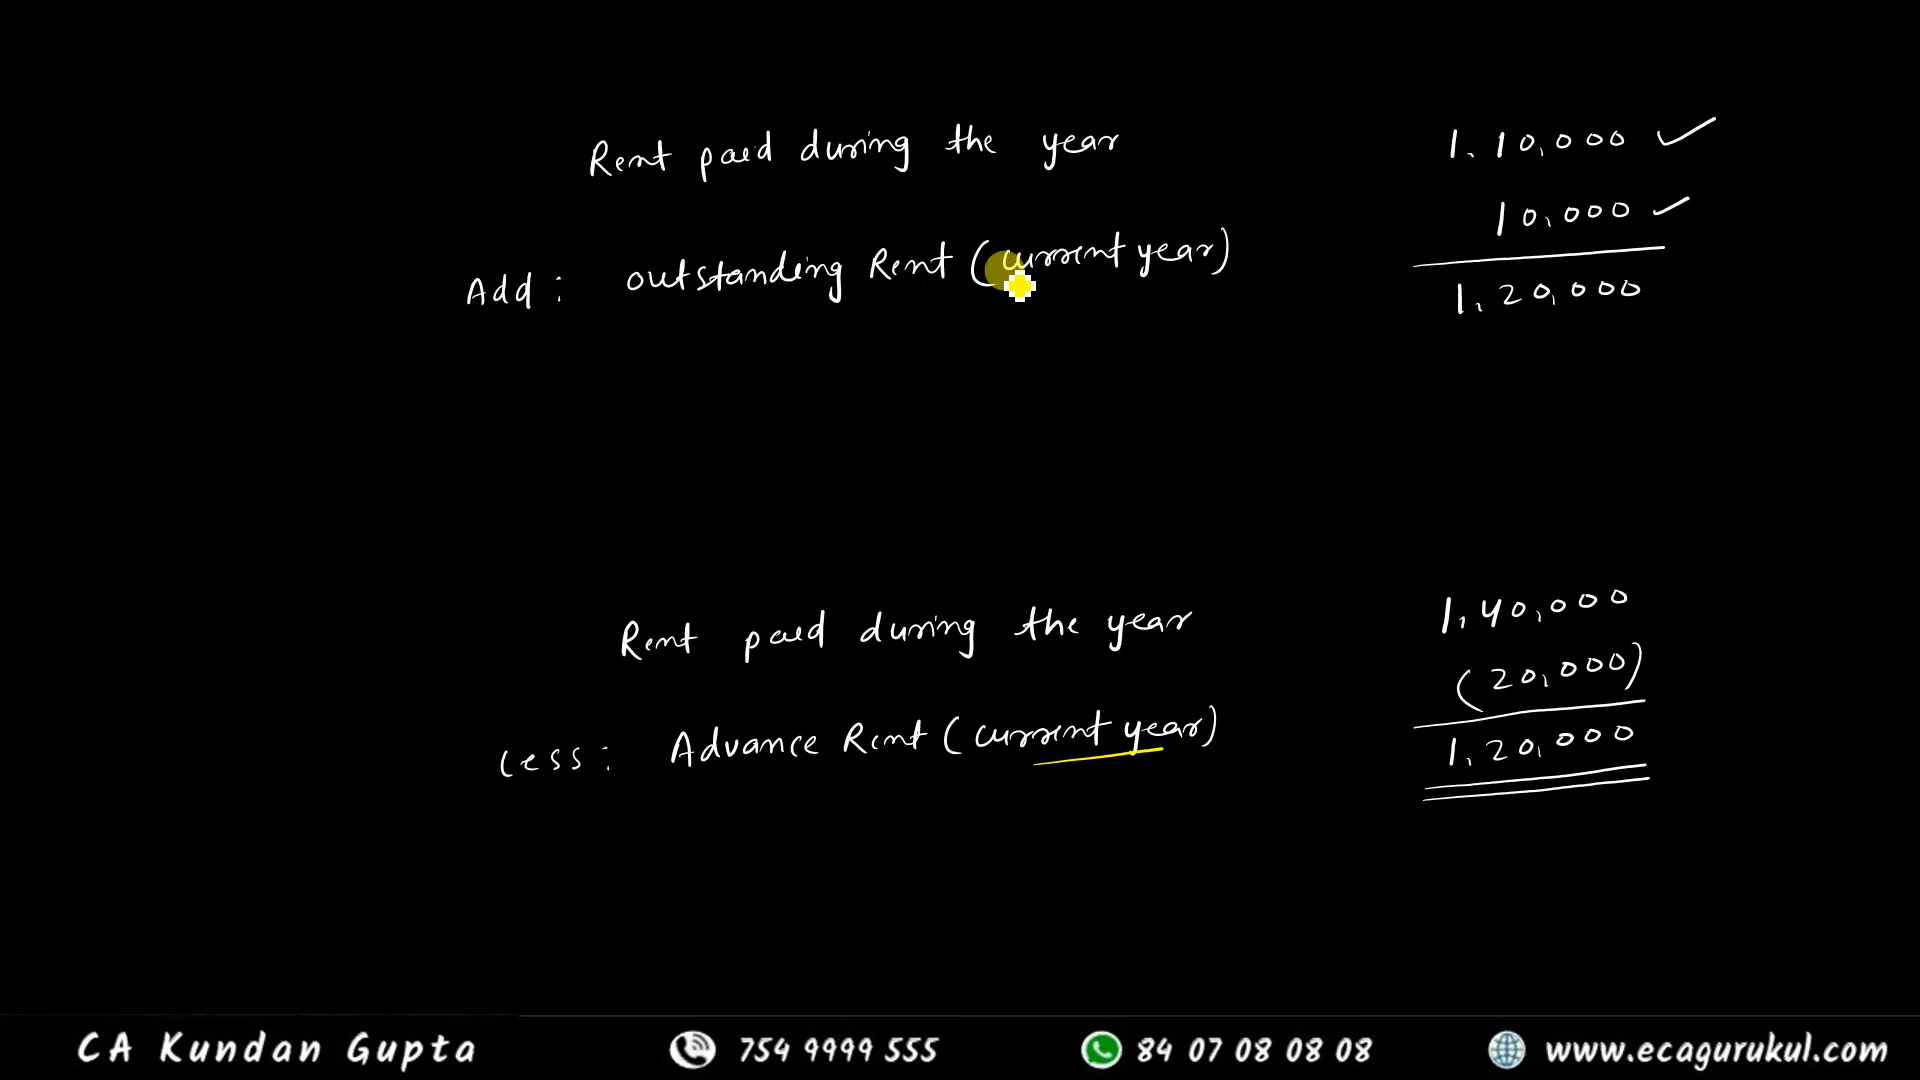 Rent paid during the year 1,10,000
Add: outstanding Rent (current year) 10,000
1,20,000
Rent paid during the year 1,40,000
Less: Advance Rent (current year) (20,000)
1,20,000
CA Kundan Gupta 754 9999 555 84 07 08 08 08 www.ecagurukul.com